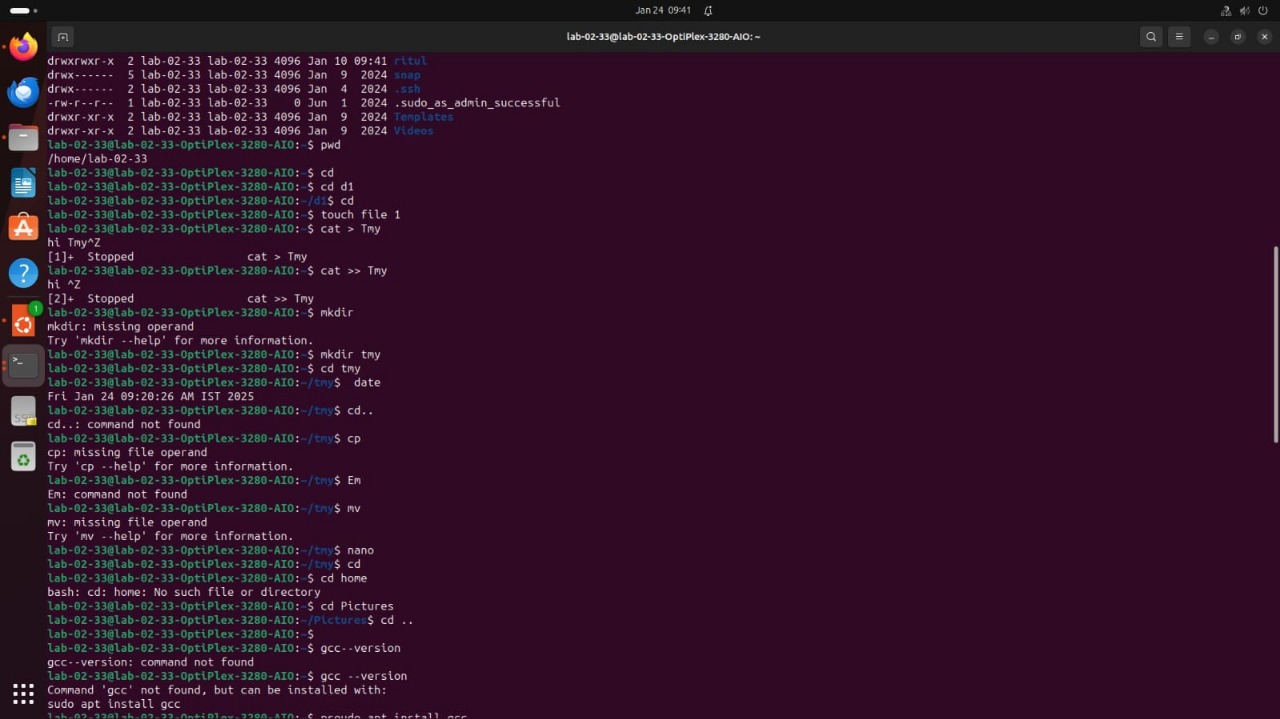 Jan 24 09:41
lab-02-33@lab-02-33-OptiPlex-3280-AIO: ~
drwxrwxr-x 2 lab-02-33 lab-02-33 4096 Jan 10 09:41 ritul
drwx------ 5 lab-02-33 lab-02-33 4096 Jan 9 2024 snap
drwx------ 2 lab-02-33 lab-02-33 4096 Jan 4 2024 .ssh
-rw-r--r-- 1 lab-02-33 lab-02-33 0 Jun 1 2024 .sudo_as_admin_successful
drwxr-xr-x 2 lab-02-33 lab-02-33 4096 Jan 9 2024 Templates
drwxr-xr-x 2 lab-02-33 lab-02-33 4096 Jan 9 2024 Videos
lab-02-33@lab-02-33-OptiPlex-3280-AIO:~$ pwd
/home/lab-02-33
lab-02-33@lab-02-33-OptiPlex-3280-AIO:~$ cd
lab-02-33@lab-02-33-OptiPlex-3280-AIO:~$ cd d1
lab-02-33@lab-02-33-OptiPlex-3280-AIO:~/d1$ cd
lab-02-33@lab-02-33-OptiPlex-3280-AIO:~$ touch file 1
lab-02-33@lab-02-33-OptiPlex-3280-AIO:~$ cat > Tmy
hi Tmy^Z
[1]+ Stopped cat > Tmy
lab-02-33@lab-02-33-OptiPlex-3280-AIO:~$ cat >> Tmy
hi ^Z
[2]+ Stopped cat >> Tmy
lab-02-33@lab-02-33-OptiPlex-3280-AIO:~$ mkdir
mkdir: missing operand
Try 'mkdir --help' for more information.
lab-02-33@lab-02-33-OptiPlex-3280-AIO:~$ mkdir tmy
lab-02-33@lab-02-33-OptiPlex-3280-AIO:~$ cd tmy
lab-02-33@lab-02-33-OptiPlex-3280-AIO:~/tmy$ date
Fri Jan 24 09:20:26 AM IST 2025
lab-02-33@lab-02-33-OptiPlex-3280-AIO:~/tmy$ cd..
cd..: command not found
lab-02-33@lab-02-33-OptiPlex-3280-AIO:~/tmy$ cp
cp: missing file operand
Try 'cp --help' for more information.
lab-02-33@lab-02-33-OptiPlex-3280-AIO:~/tmy$ Em
Em: command not found
lab-02-33@lab-02-33-OptiPlex-3280-AIO:~/tmy$ mv
mv: missing file operand
Try 'mv --help' for more information.
lab-02-33@lab-02-33-OptiPlex-3280-AIO:~/tmy$ nano
lab-02-33@lab-02-33-OptiPlex-3280-AIO:~/tmy$ cd
lab-02-33@lab-02-33-OptiPlex-3280-AIO:~$ cd home
bash: cd: home: No such file or directory
lab-02-33@lab-02-33-OptiPlex-3280-AIO:~$ cd Pictures
lab-02-33@lab-02-33-OptiPlex-3280-AIO:~/Pictures$ cd ..
lab-02-33@lab-02-33-OptiPlex-3280-AIO:~$
lab-02-33@lab-02-33-OptiPlex-3280-AIO:~$ gcc--version
gcc--version: command not found
lab-02-33@lab-02-33-OptiPlex-3280-AIO:~$ gcc --version
Command 'gcc' not found, but can be installed with:
sudo apt install gcc
lab-02-33@lab-02-33-OptiPlex-3280-AIO:~$ pseudo apt install gcc